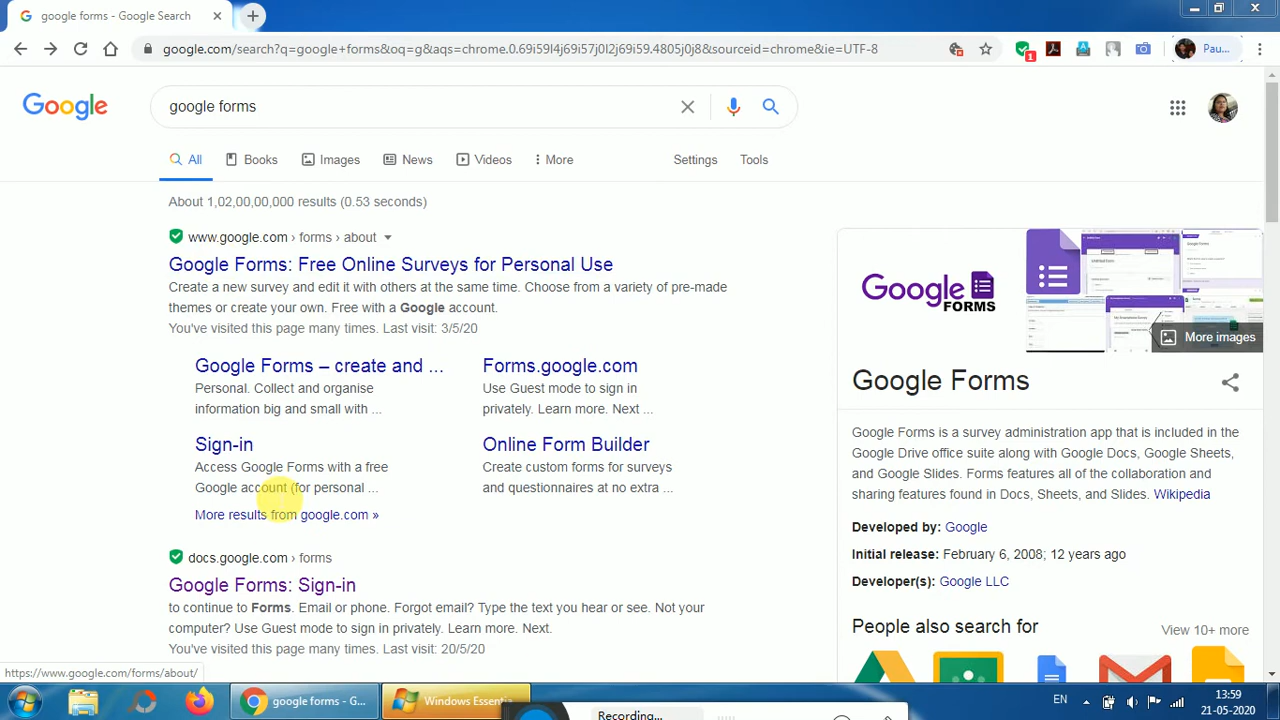 google forms - Google Search
google.com/search?q=google+forms&oq=g&aqs=chrome.0.69i59l4j69i57j0l2j69i59.4805j0j8&sourceid=chrome&ie=UTF-8
1
Pau...
Google
google forms
All
Books
Images
News
Videos
More
Settings
Tools
About 1,02,00,00,000 results (0.53 seconds)
www.google.com › forms › about
Google Forms: Free Online Surveys for Personal Use
Create a new survey and edit it with others at the same time. Choose from a variety of pre-made
themes or create your own. Free with a Google account.
You've visited this page many times. Last visit: 3/5/20
Google Forms – create and ...
Personal. Collect and organise
information big and small with ...
Forms.google.com
Use Guest mode to sign in
privately. Learn more. Next ...
Sign-in
Access Google Forms with a free
Google account (for personal ...
Online Form Builder
Create custom forms for surveys
and questionnaires at no extra ...
More results from google.com »
docs.google.com › forms
Google Forms: Sign-in
to continue to Forms. Email or phone. Forgot email? Type the text you hear or see. Not your
computer? Use Guest mode to sign in privately. Learn more. Next.
You've visited this page many times. Last visit: 20/5/20
Google
FORMS
More images
Google Forms
Google Forms is a survey administration app that is included in the
Google Drive office suite along with Google Docs, Google Sheets,
and Google Slides. Forms features all of the collaboration and
sharing features found in Docs, Sheets, and Slides. Wikipedia
Developed by: Google
Initial release: February 6, 2008; 12 years ago
Developer(s): Google LLC
People also search for
View 10+ more
https://www.google.com/forms/about/
google forms - G...
Windows Essentia
Recording...
EN
13:59
21-05-2020